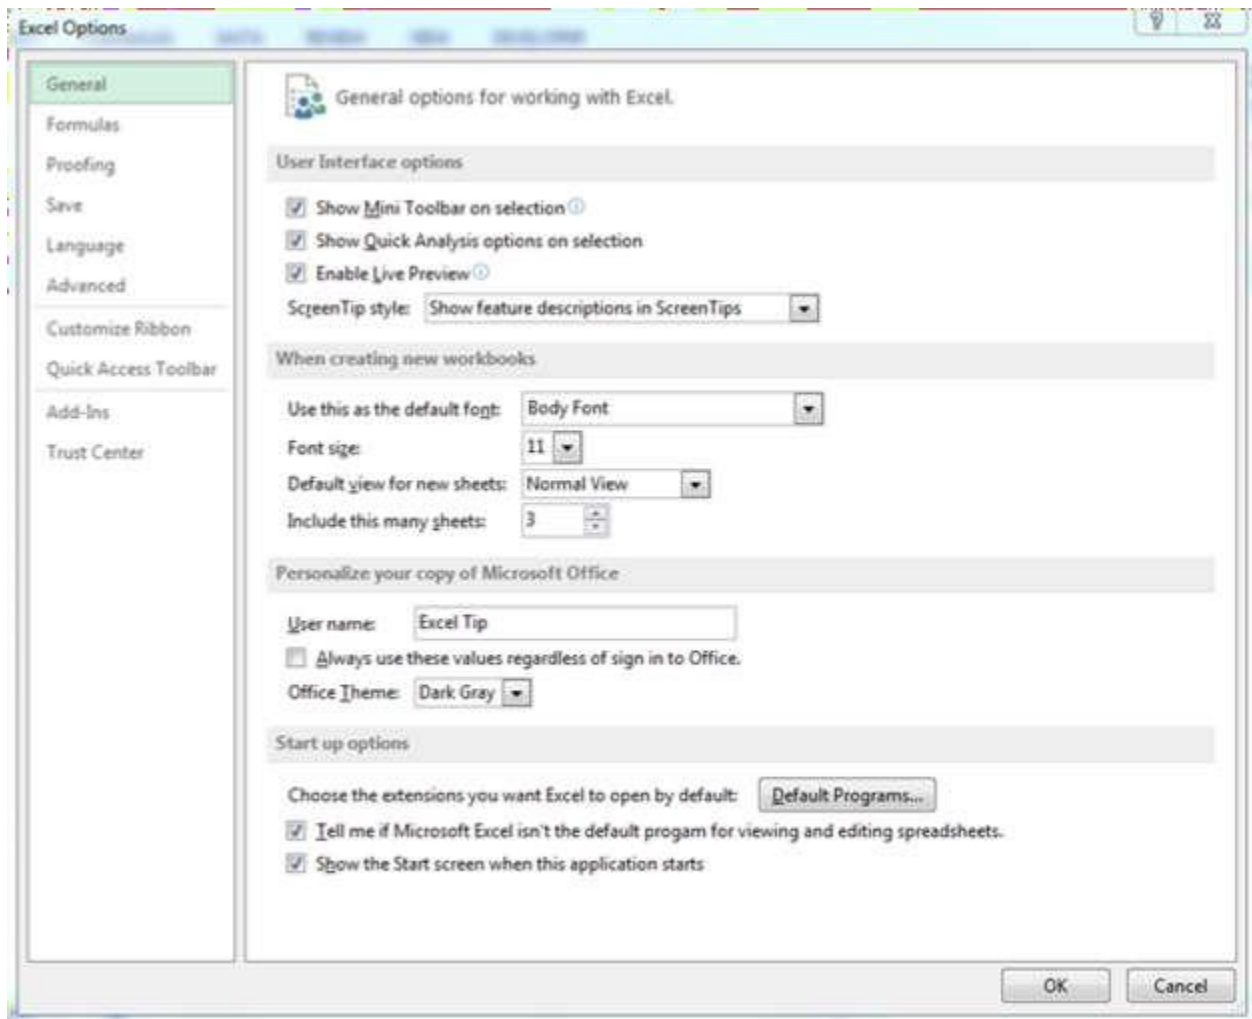 Excel Options
General
Formulas
Proofing
Save
Language
Advanced
Customize Ribbon
Quick Access Toolbar
Add-Ins
Trust Center
General options for working with Excel.
User Interface options
Show Mini Toolbar on selection
Show Quick Analysis options on selection
Enable Live Preview
ScreenTip style: Show feature descriptions in ScreenTips
When creating new workbooks
Use this as the default font: Body Font
Font size: 11
Default view for new sheets: Normal View
Include this many sheets: 3
Personalize your copy of Microsoft Office
User name: Excel Tip
Always use these values regardless of sign in to Office.
Office Theme: Dark Gray
Start up options
Choose the extensions you want Excel to open by default: Default Programs...
Tell me if Microsoft Excel isn't the default progam for viewing and editing spreadsheets.
Show the Start screen when this application starts
OK Cancel